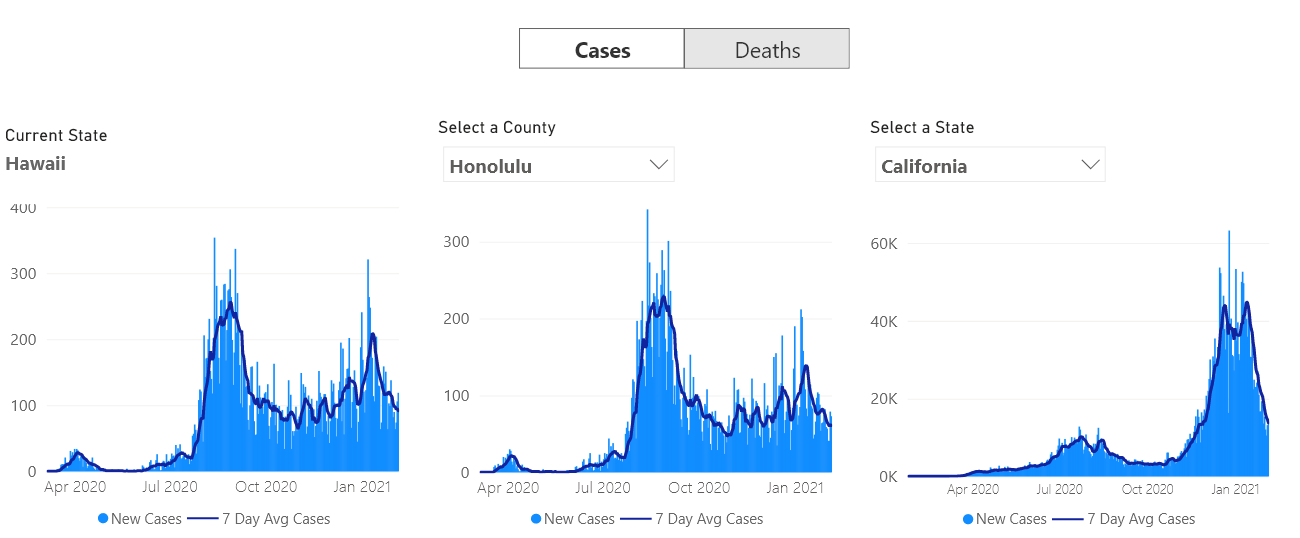 Cases Deaths
Current State
Hawaii
Select a County
Honolulu
Select a State
California
400
300
200
100
0
Apr 2020 Jul 2020 Oct 2020 Jan 2021
New Cases 7 Day Avg Cases
300
200
100
0
Apr 2020 Jul 2020 Oct 2020 Jan 2021
New Cases 7 Day Avg Cases
60K
40K
20K
0K
Apr 2020 Jul 2020 Oct 2020 Jan 2021
New Cases 7 Day Avg Cases